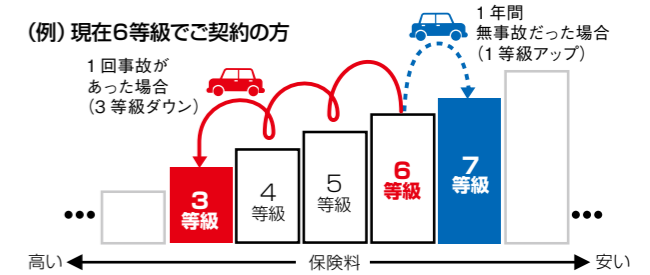 （例）現在6等級でご契約の方
1年間
無事故だった場合
（1等級アップ）
1回事故が
あった場合
（3等級ダウン）
3
等級
4
等級
5
等級
6
等級
7
等級
•••
•••
高い
保険料
安い